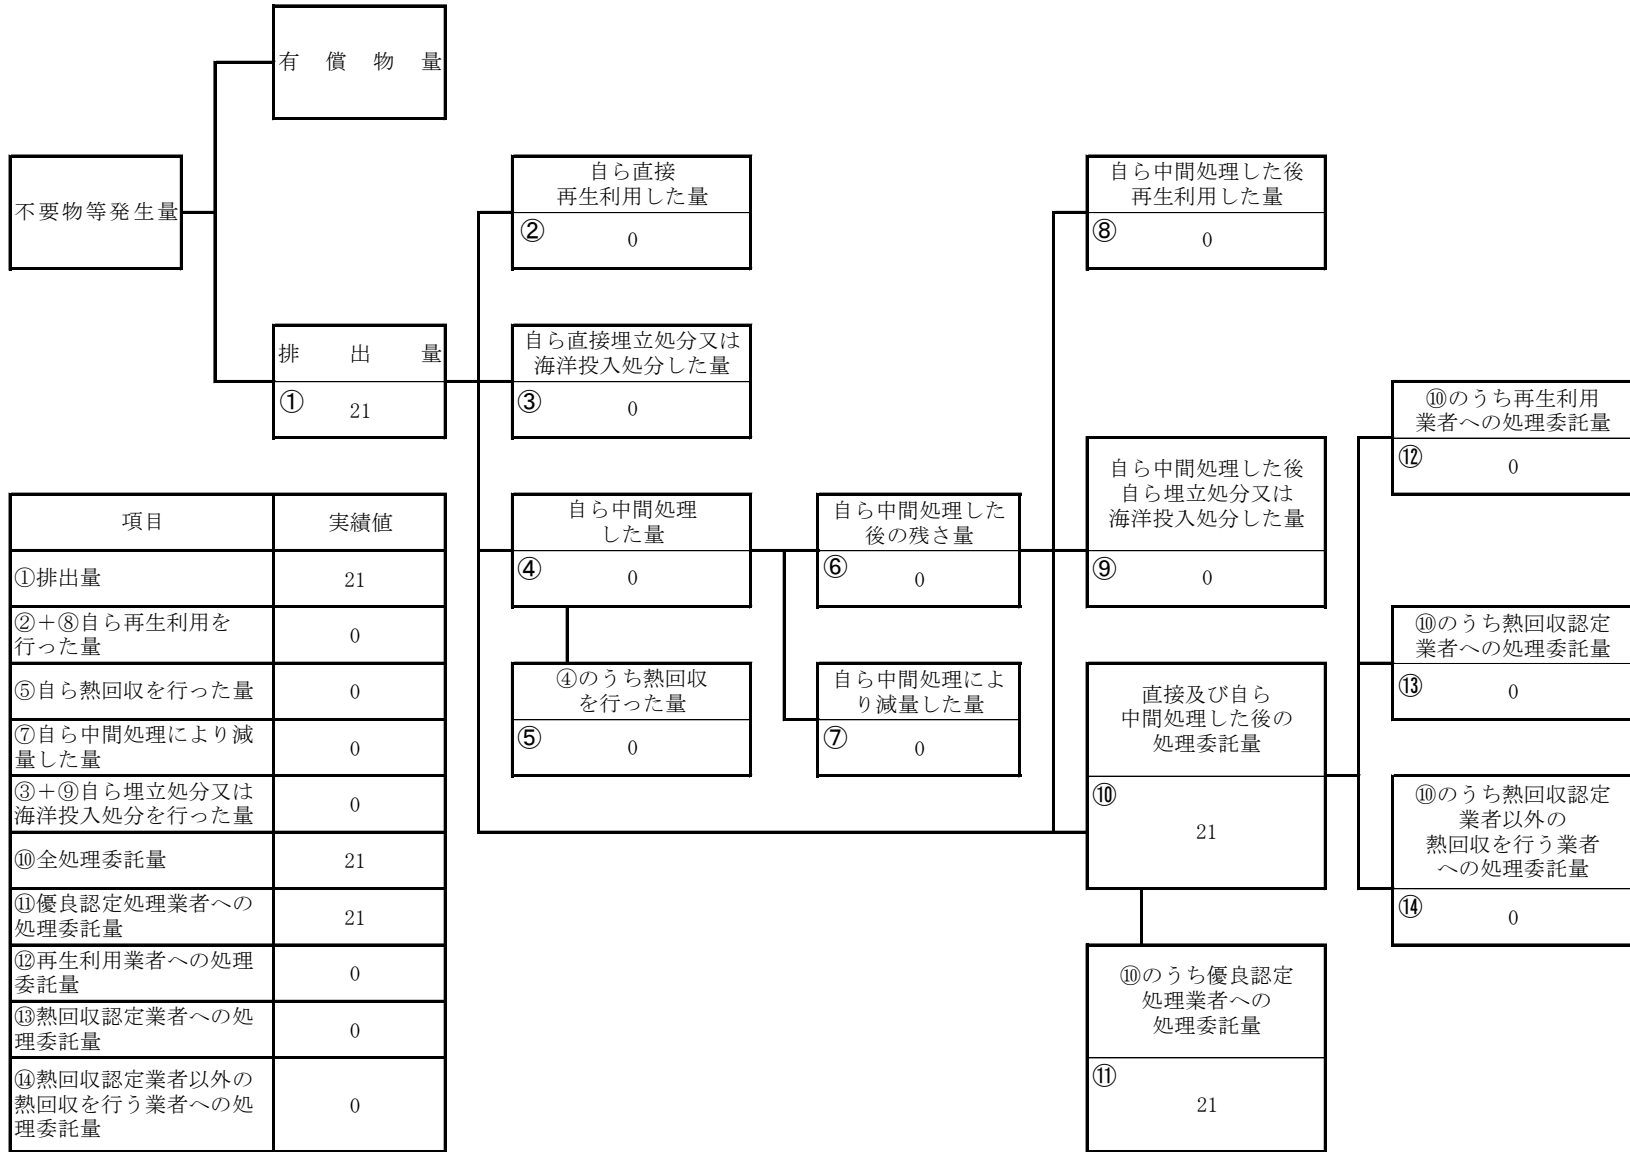 有償物量
不要物等発生量
自ら直接
再生利用した量
②
0
自ら中間処理した後
再生利用した量
⑧
0
排出量
①
21
自ら直接埋立処分又は
海洋投入処分した量
③
0
⑩のうち再生利用
業者への処理委託量
⑫
0
自ら中間処理
した量
④
0
自ら中間処理した
後の残さ量
⑥
0
自ら中間処理した後
自ら埋立処分又は
海洋投入処分した量
⑨
0
④のうち熱回収
を行った量
⑤
0
自ら中間処理によ
り減量した量
⑦
0
直接及び自ら
中間処理した後の
処理委託量
⑩
21
⑩のうち熱回収認定
業者への処理委託量
⑬
0
⑩のうち熱回収認定
業者以外の
熱回収を行う業者
への処理委託量
⑭
0
⑩のうち優良認定
処理業者への
処理委託量
⑪
21
項目 実績値
①排出量 21
②+⑧自ら再生利用を
行った量 0
⑤自ら熱回収を行った量 0
⑦自ら中間処理により減
量した量 0
③+⑨自ら埋立処分又は
海洋投入処分を行った量 0
⑩全処理委託量 21
⑪優良認定処理業者への
処理委託量 21
⑫再生利用業者への処理
委託量 0
⑬熱回収認定業者への処
理委託量 0
⑭熱回収認定業者以外の
熱回収を行う業者への処
理委託量 0